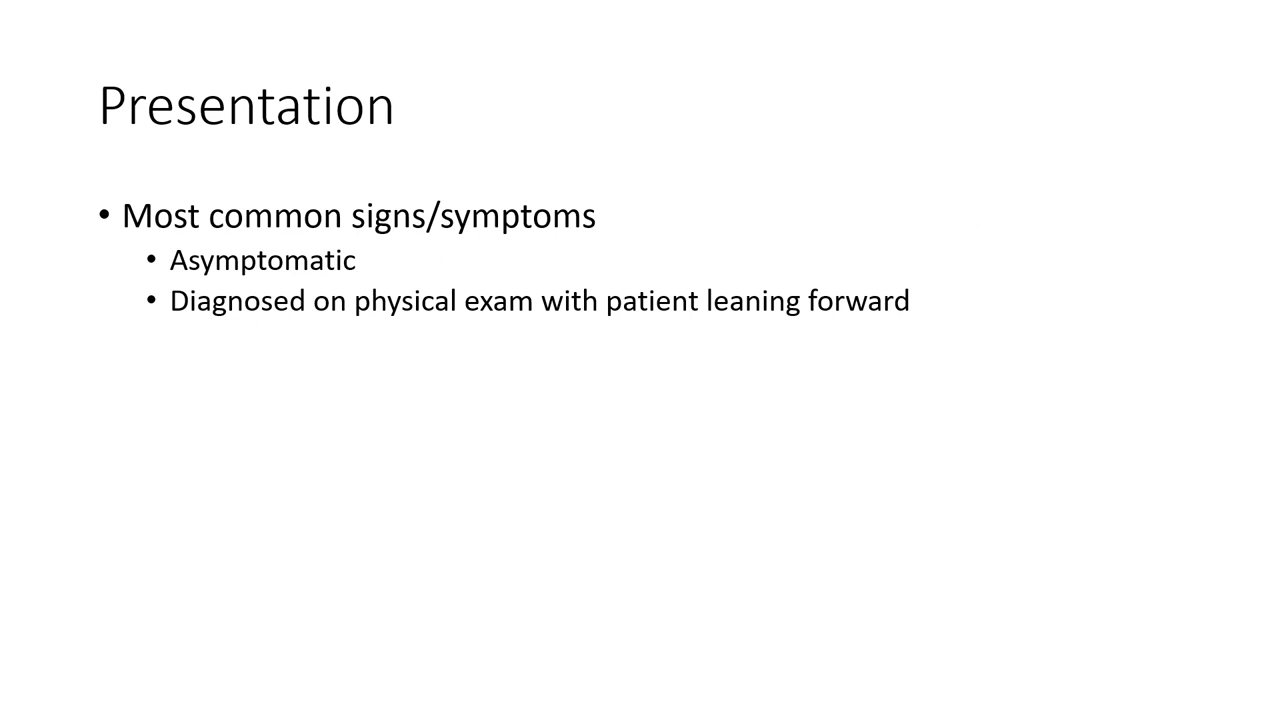 Presentation
• Most common signs/symptoms
• Asymptomatic
• Diagnosed on physical exam with patient leaning forward